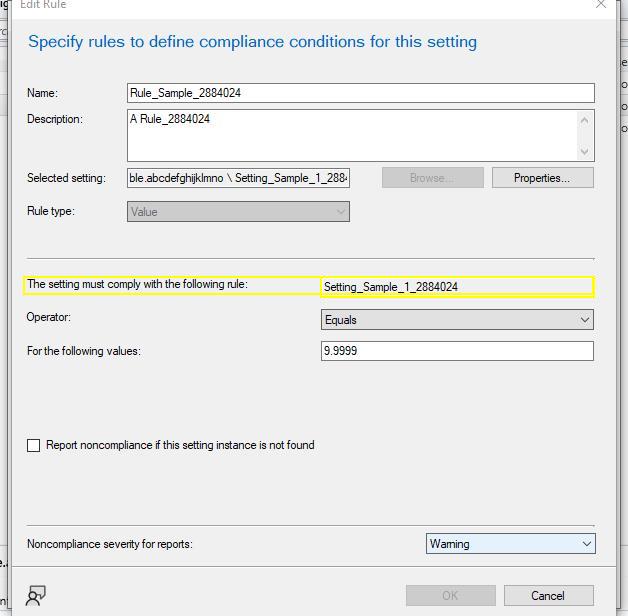 Edit Rule
Specify rules to define compliance conditions for this setting
Name:
Rule_Sample_2884024
Description:
A Rule_2884024
Selected setting:
ble.abcdefghijklmno \ Setting_Sample_1_288
Browse...
Properties...
Rule type:
Value
The setting must comply with the following rule:
Setting_Sample_1_2884024
Operator:
Equals
For the following values:
9.9999
Report noncompliance if this setting instance is not found
Noncompliance severity for reports:
Warning
OK
Cancel